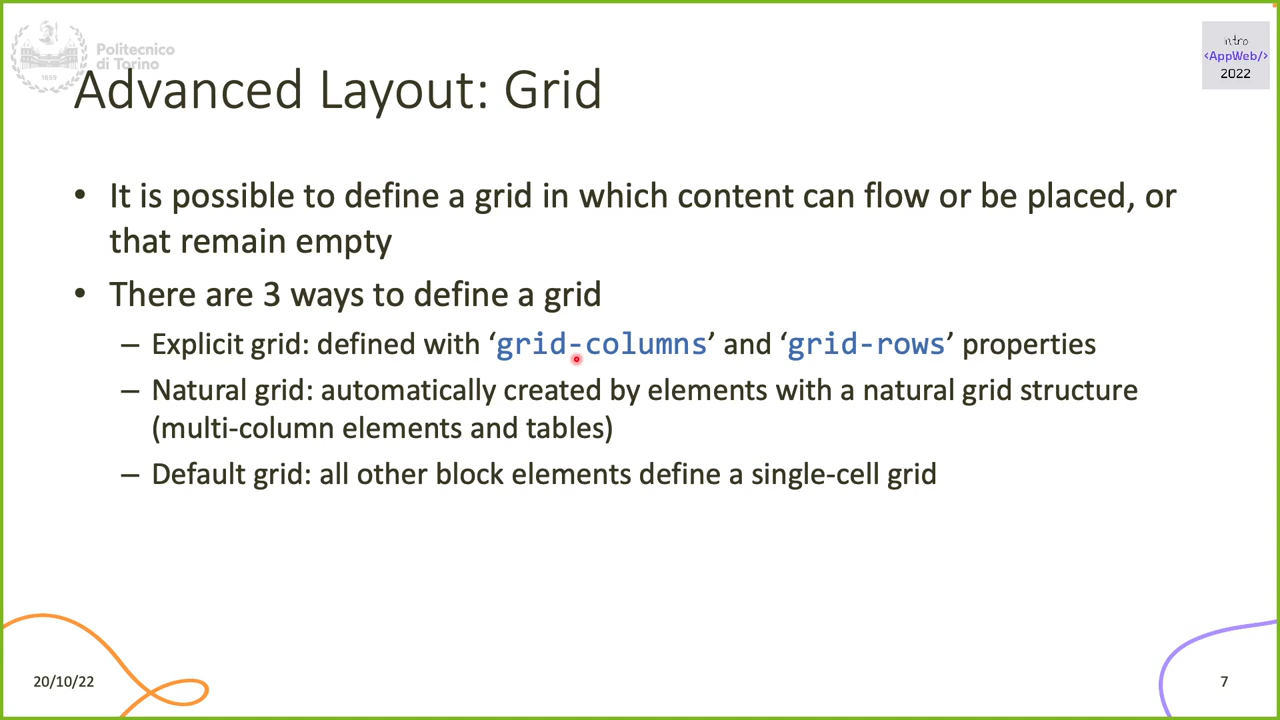 Politecnico
di Torino
1859
intro
<AppWeb/>
2022
Advanced Layout: Grid
• It is possible to define a grid in which content can flow or be placed, or
that remain empty
• There are 3 ways to define a grid
– Explicit grid: defined with ‘grid-columns’ and ‘grid-rows’ properties
– Natural grid: automatically created by elements with a natural grid structure
(multi-column elements and tables)
– Default grid: all other block elements define a single-cell grid
20/10/22
7